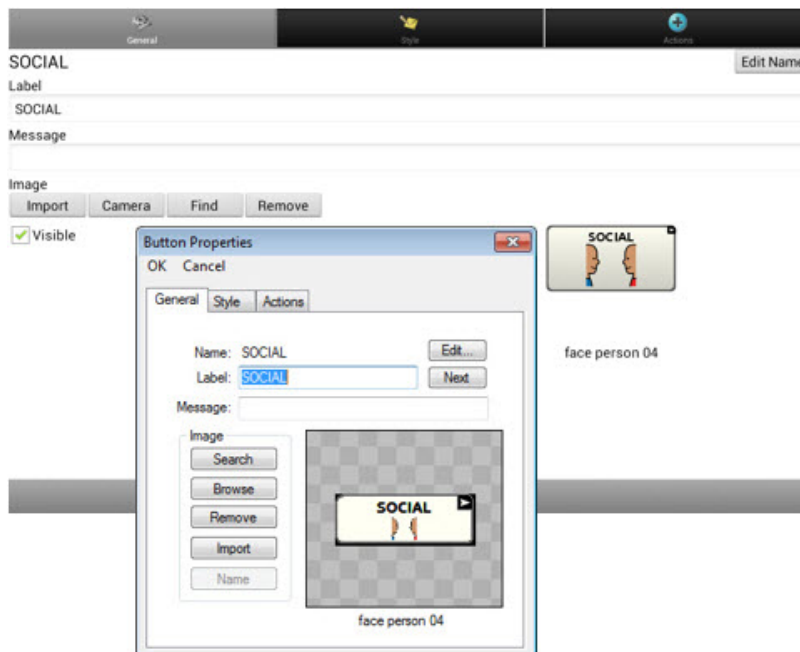 General
Style
Actions
SOCIAL
Edit Name
Label
SOCIAL
Message
Image
Import
Camera
Find
Remove
Visible
SOCIAL
face person 04
Button Properties
OK Cancel
General Style Actions
Name: SOCIAL
Edit...
Label: SOCIAL
Next
Message:
Image
Search
Browse
Remove
Import
Name
SOCIAL
face person 04